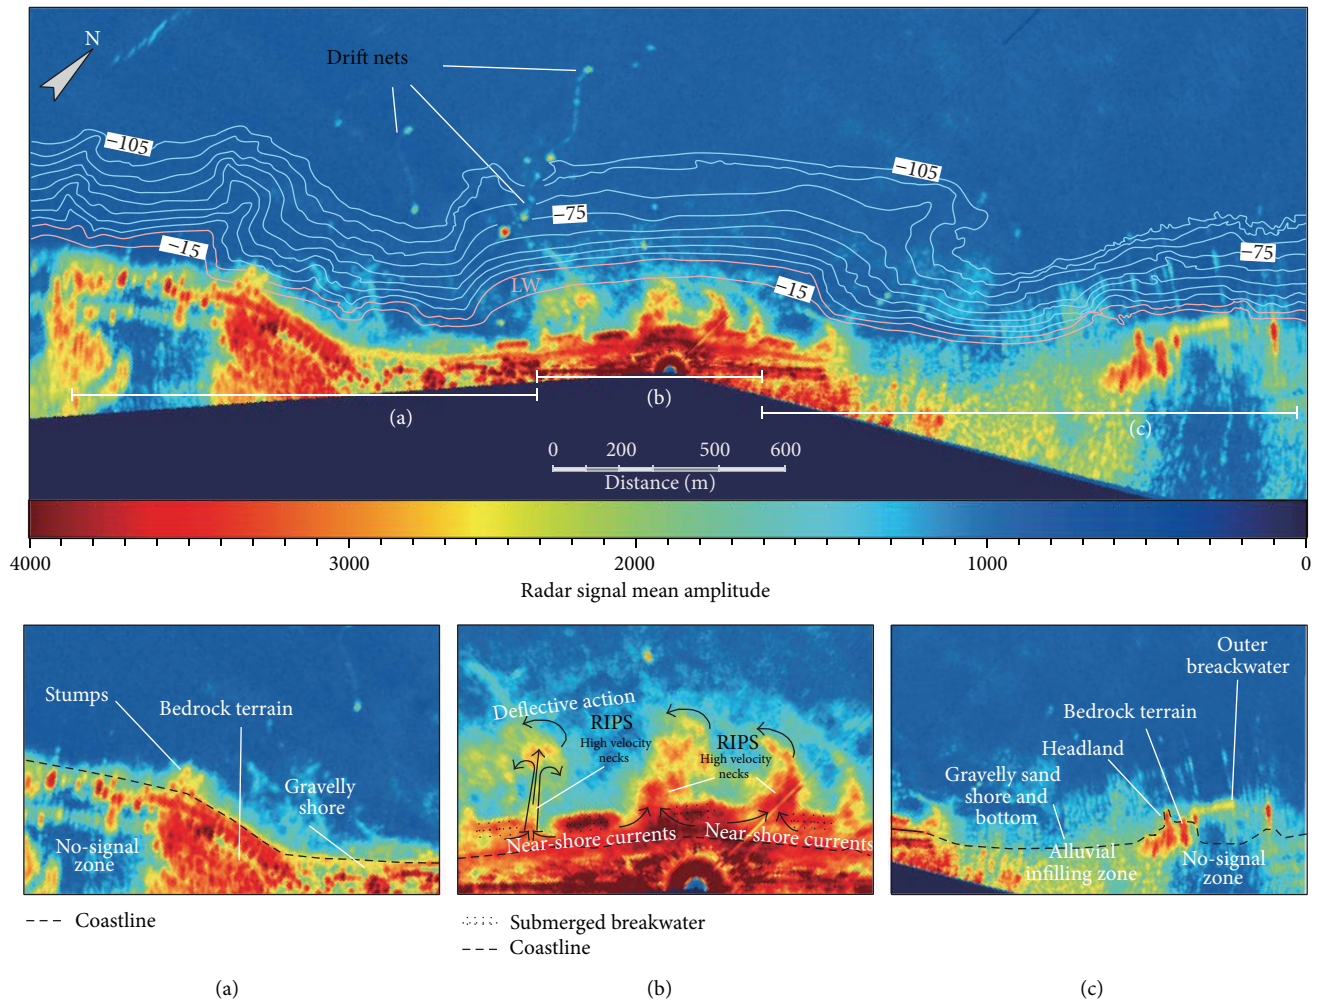 N
Drift nets
−105
−105
−75
−75
−15
−15
LW
(a)
(b)
(c)
0 200 500 600
Distance (m)
4000 3000 2000 1000 0
Radar signal mean amplitude
Stumps
Bedrock terrain
Gravelly
shore
No-signal
zone
Deflective action
RIPS
High velocity
necks
RIPS
High velocity
necks
Near-shore currents
Near-shore currents
Outer
breackwater
Bedrock terrain
Headland
Gravelly sand
shore and
bottom
Alluvial
infilling zone
No-signal
zone
Coastline
Submerged breakwater
Coastline
(a)
(b)
(c)